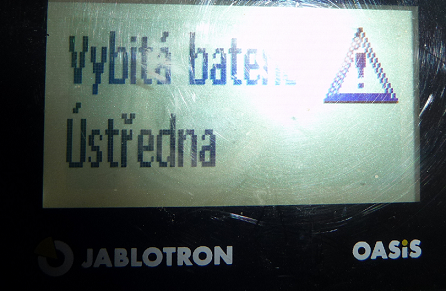 Vybitá bater
Ústředna
JABLOTRON OASiS